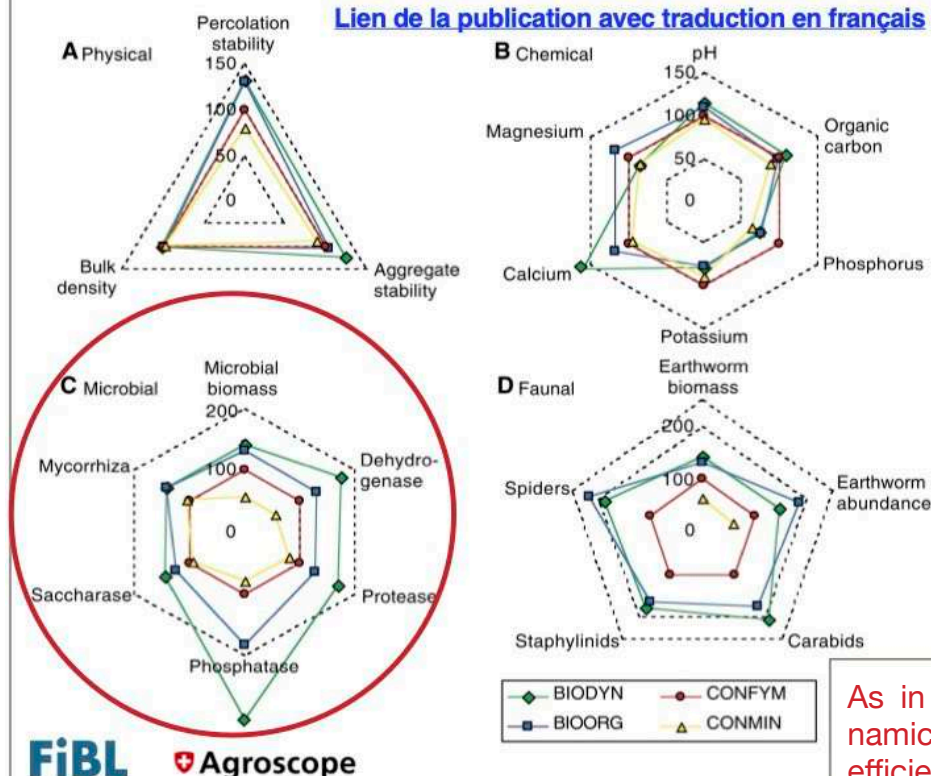 Lien de la publication avec traduction en français
A Physical
Percolation
stability
150
100
50
0
Bulk
density
Aggregate
stability
B Chemical
pH
150
100
50
0
Magnesium
Organic
carbon
Calcium
Phosphorus
Potassium
C Microbial
Microbial
biomass
200
100
0
Mycorrhiza
Dehydro-
genase
Saccharase
Protease
Phosphatase
D Faunal
Earthworm
biomass
200
100
0
Spiders
Earthworm
abundance
Staphylinids
Carabids
BIODYN
CONFYM
BIOORG
CONMIN
FiBL
Agroscope
As in
namic
efficie